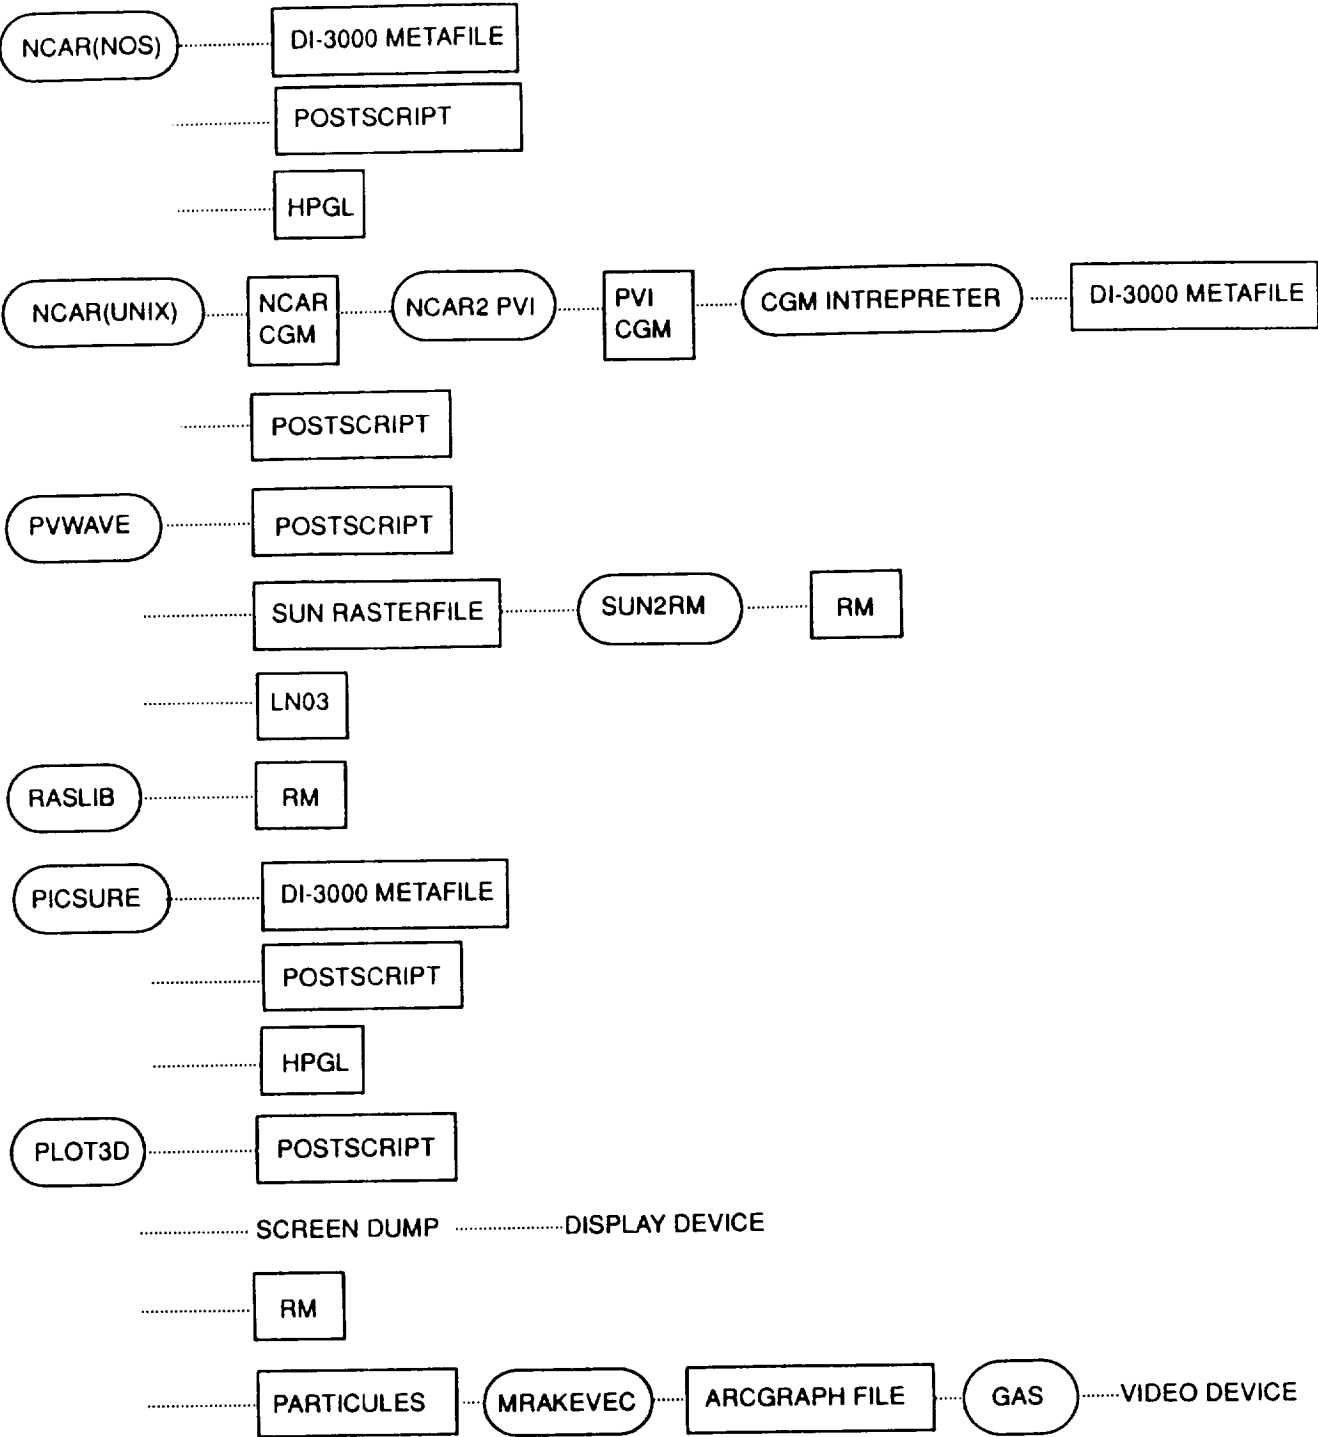 NCAR(NOS) DI-3000 METAFILE
POSTSCRIPT
HPGL
NCAR(UNIX) NCAR CGM NCAR2 PVI PVI CGM CGM INTREPRETER DI-3000 METAFILE
POSTSCRIPT
PVWAVE POSTSCRIPT
SUN RASTERFILE SUN2RM RM
LN03
RASLIB RM
PICSURE DI-3000 METAFILE
POSTSCRIPT
HPGL
PLOT3D POSTSCRIPT
SCREEN DUMP DISPLAY DEVICE
RM
PARTICULES MRAKEVEC ARCGRAPH FILE GAS VIDEO DEVICE